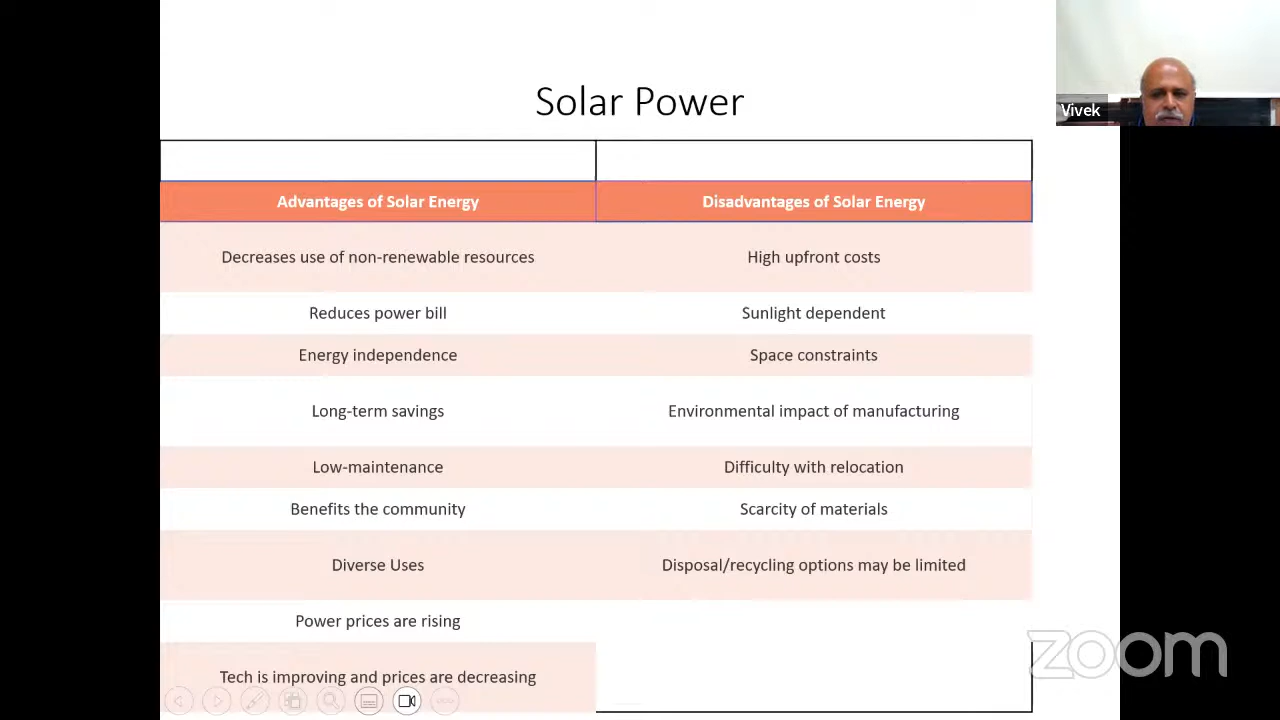 Solar Power
Vivek
Advantages of Solar Energy
Disadvantages of Solar Energy
Decreases use of non-renewable resources
High upfront costs
Reduces power bill
Sunlight dependent
Energy independence
Space constraints
Long-term savings
Environmental impact of manufacturing
Low-maintenance
Difficulty with relocation
Benefits the community
Scarcity of materials
Diverse Uses
Disposal/recycling options may be limited
Power prices are rising
Tech is improving and prices are decreasing
zoom